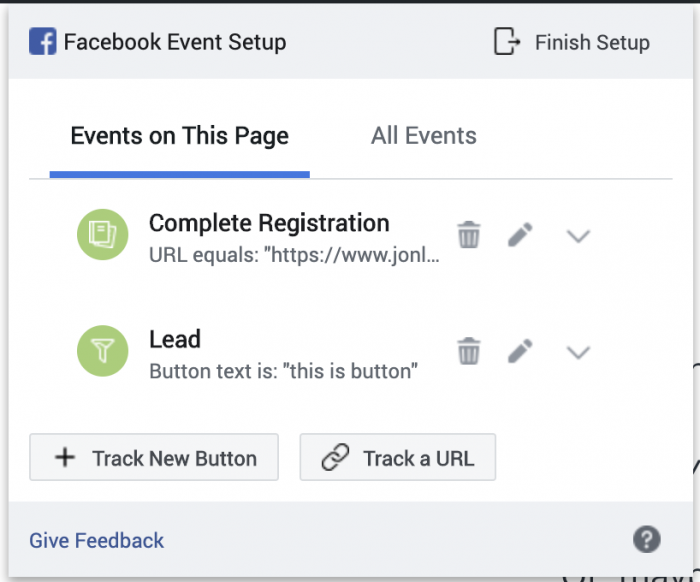 Facebook Event Setup
Finish Setup
Events on This Page
All Events
Complete Registration
URL equals: "https://www.jonl...
Lead
Button text is: "this is button"
Track New Button
Track a URL
Give Feedback
?